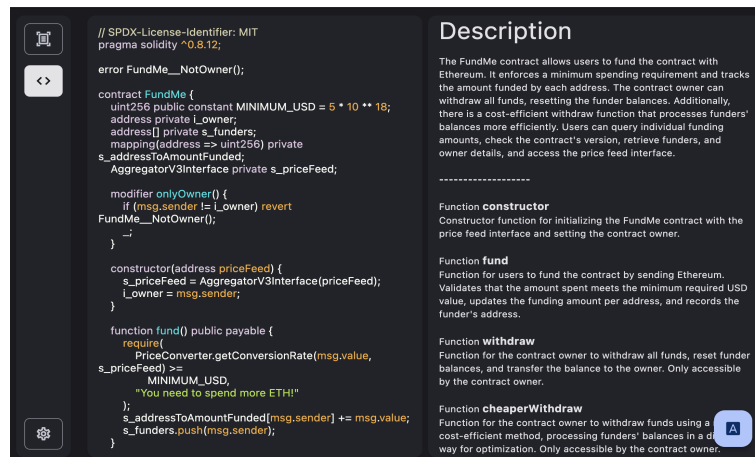 // SPDX-License-Identifier: MIT
pragma solidity ^0.8.12;
error FundMe__NotOwner();
contract FundMe {
uint256 public constant MINIMUM_USD = 5 * 10 ** 18;
address private i_owner;
address[] private s_funders;
mapping(address => uint256) private
s_addressToAmountFunded;
AggregatorV3Interface private s_priceFeed;
modifier onlyOwner() {
if (msg.sender != i_owner) revert
FundMe__NotOwner();
_;
}
constructor(address priceFeed) {
s_priceFeed = AggregatorV3Interface(priceFeed);
i_owner = msg.sender;
}
function fund() public payable {
require(
PriceConverter.getConversionRate(msg.value,
s_priceFeed) >=
MINIMUM_USD,
"You need to spend more ETH!"
);
s_addressToAmountFunded[msg.sender] += msg.value;
s_funders.push(msg.sender);
}
Description
The FundMe contract allows users to fund the contract with
Ethereum. It enforces a minimum spending requirement and tracks
the amount funded by each address. The contract owner can
withdraw all funds, resetting the funder balances. Additionally,
there is a cost-efficient withdraw function that processes funders'
balances more efficiently. Users can query individual funding
amounts, check the contract's version, retrieve funders, and
owner details, and access the price feed interface.
-------------------
Function constructor
Constructor function for initializing the FundMe contract with the
price feed interface and setting the contract owner.
Function fund
Function for users to fund the contract by sending Ethereum.
Validates that the amount spent meets the minimum required USD
value, updates the funding amount per address, and records the
funder's address.
Function withdraw
Function for the contract owner to withdraw all funds, reset funder
balances, and transfer the balance to the owner. Only accessible
by the contract owner.
Function cheaperWithdraw
Function for the contract owner to withdraw funds using a
cost-efficient method, processing funders' balances in a
way for optimization. Only accessible by the contract owner.
A